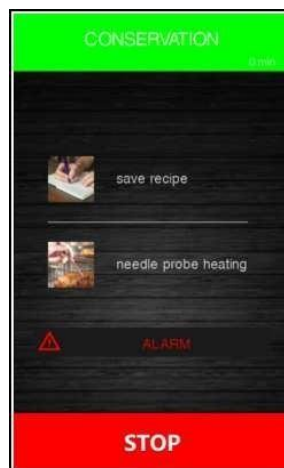 CONSERVATION
0 min
save recipe
needle probe heating
ALARM
STOP